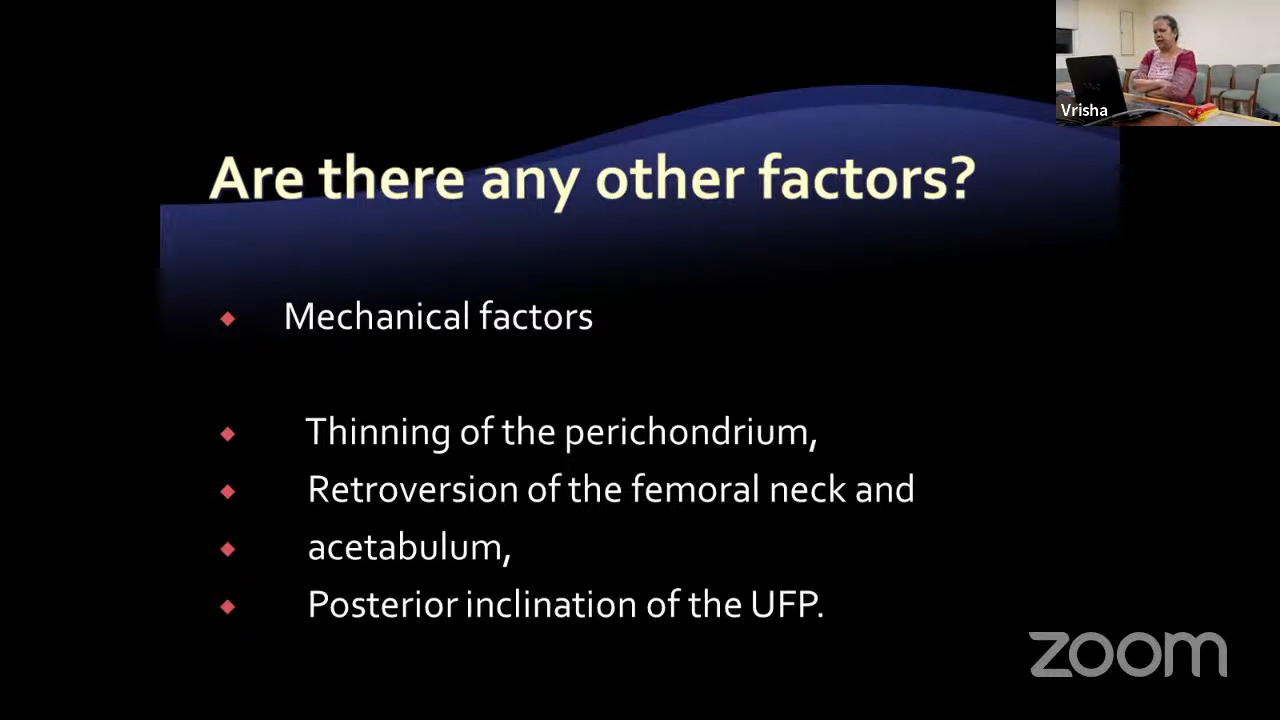 Vrisha
Are there any other factors?
Mechanical factors
Thinning of the perichondrium,
Retroversion of the femoral neck and
acetabulum,
Posterior inclination of the UFP.
zoom